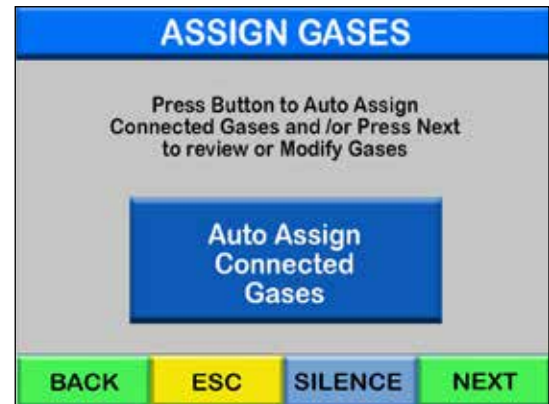 ASSIGN GASES
Press Button to Auto Assign
Connected Gases and /or Press Next
to review or Modify Gases
Auto Assign
Connected
Gases
BACK ESC SILENCE NEXT